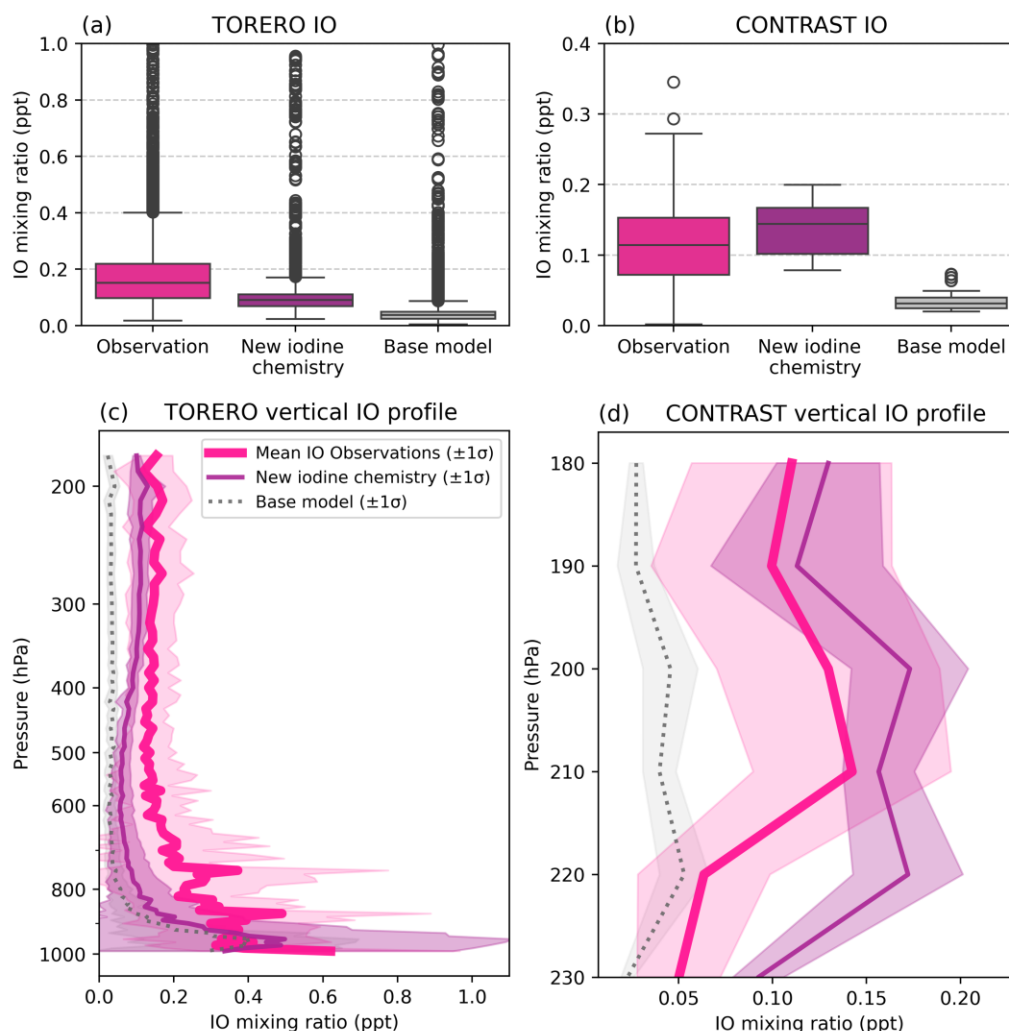 (a) TORERO IO
IO mixing ratio (ppt)
1.0
0.8
0.6
0.4
0.2
0.0
Observation
New iodine
chemistry
Base model
(b) CONTRAST IO
IO mixing ratio (ppt)
0.4
0.3
0.2
0.1
0.0
Observation
New iodine
chemistry
Base model
(c) TORERO vertical IO profile
Mean IO Observations (±1σ)
New iodine chemistry (±1σ)
Base model (±1σ)
Pressure (hPa)
200
300
400
500
600
800
1000
0.0 0.2 0.4 0.6 0.8 1.0
IO mixing ratio (ppt)
(d) CONTRAST vertical IO profile
Pressure (hPa)
180
190
200
210
220
230
0.05 0.10 0.15 0.20
IO mixing ratio (ppt)